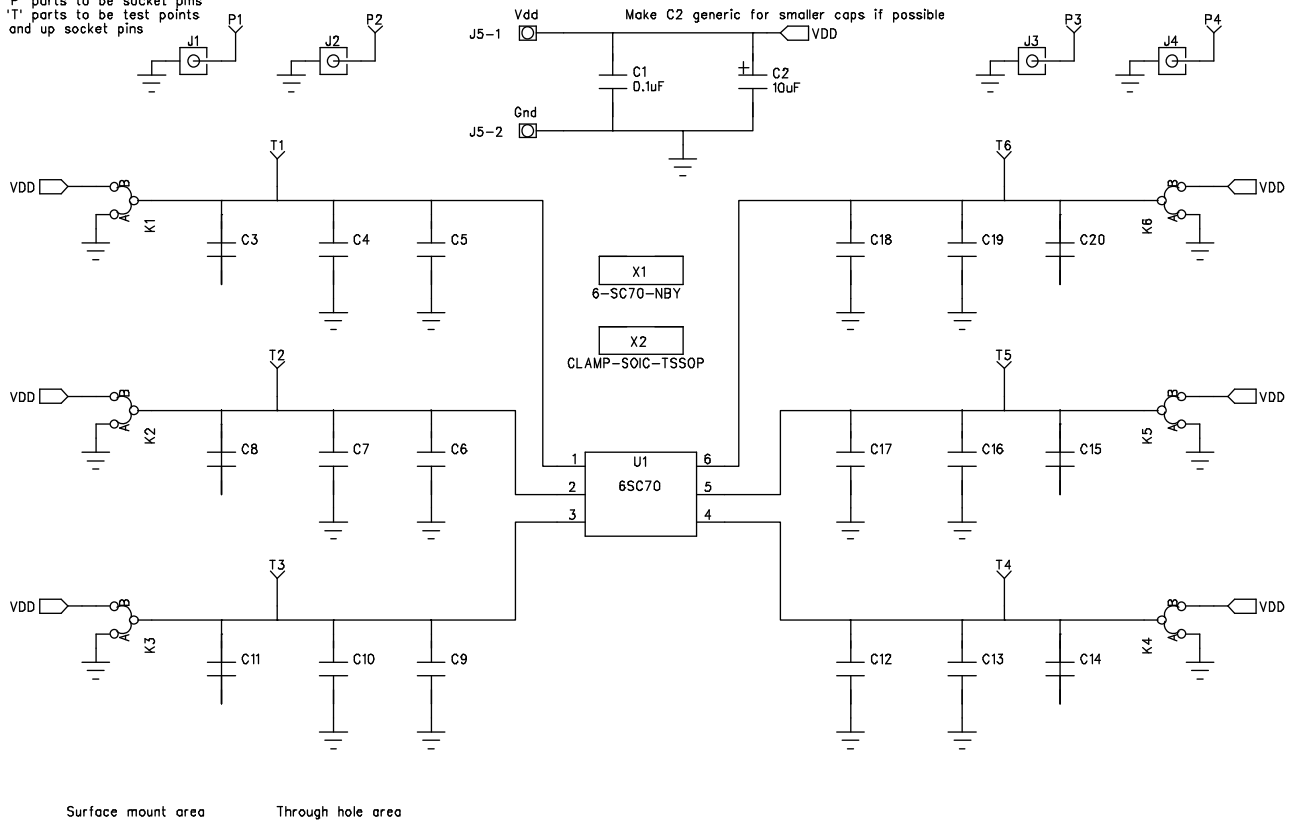 'P' parts to be socket pins
'T' parts to be test points
and up socket pins
J1
P1
J2
P2
J5-1
Vdd
Make C2 generic for smaller caps if possible
VDD
C1
0.1uF
C2
10uF
J5-2
Gnd
J3
P3
J4
P4
VDD
B
A
K1
T1
C3
C4
C5
X1
6-SC70-NBY
X2
CLAMP-SOIC-TSSOP
T6
C18
C19
C20
K6
B
A
VDD
VDD
B
A
K2
T2
C8
C7
C6
T5
C17
C16
C15
K5
B
A
VDD
U1
6SC70
1
2
3
6
5
4
VDD
B
A
K3
T3
C11
C10
C9
T4
C12
C13
C14
K4
B
A
VDD
Surface mount area
Through hole area